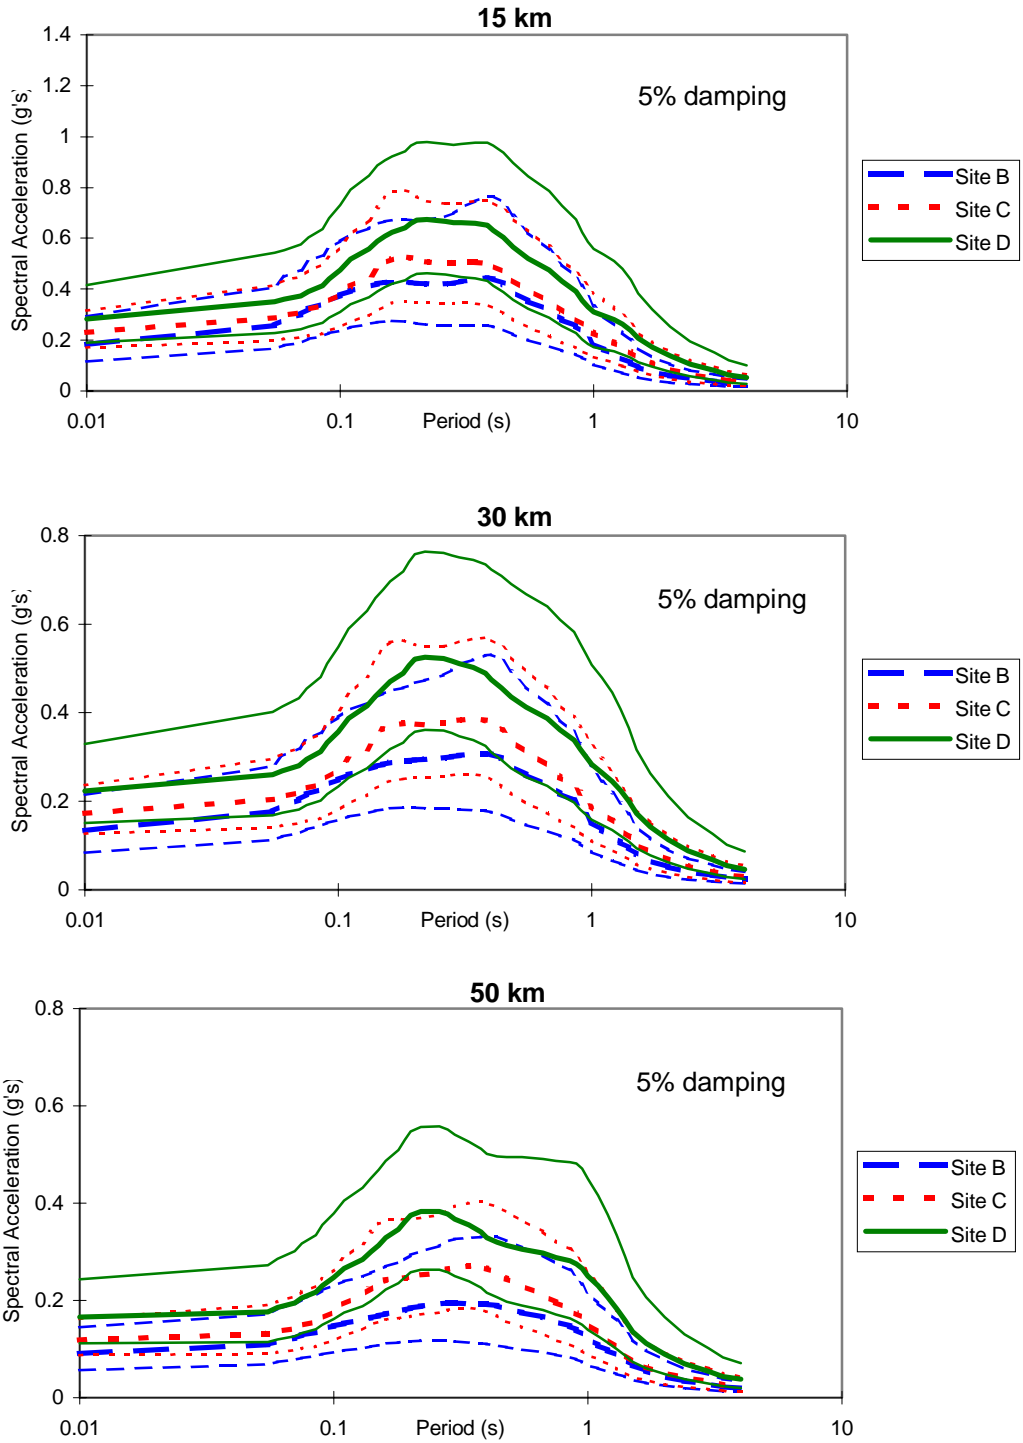 15 km
1.4
1.2
1
0.8
0.6
0.4
0.2
0
Spectral Acceleration (g's)
5% damping
0.01
0.1
Period (s)
1
10
Site B
Site C
Site D
30 km
0.8
0.6
0.4
0.2
0
Spectral Acceleration (g's)
5% damping
0.01
0.1
Period (s)
1
10
Site B
Site C
Site D
50 km
0.8
0.6
0.4
0.2
0
Spectral Acceleration (g's)
5% damping
0.01
0.1
Period (s)
1
10
Site B
Site C
Site D